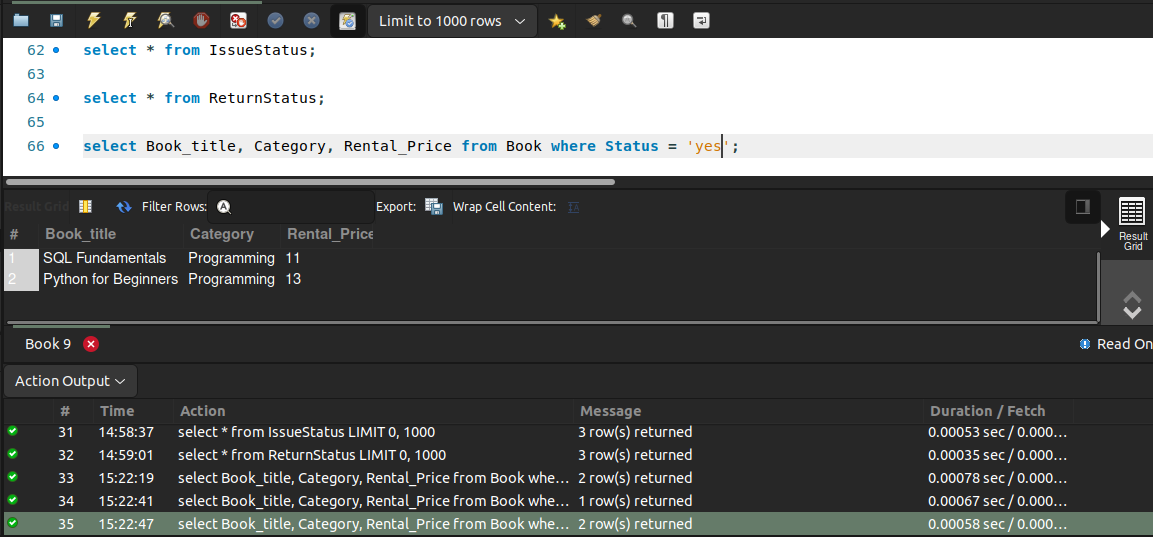 Limit to 1000 rows
62 select * from IssueStatus;
63
64 select * from ReturnStatus;
65
66 select Book_title, Category, Rental_Price from Book where Status = 'yes';
Result Grid Filter Rows: Export: Wrap Cell Content: IA
Result
Grid
# Book_title Category Rental_Price
1 SQL Fundamentals Programming 11
2 Python for Beginners Programming 13
Book 9 Read On
Action Output
# Time Action Message Duration / Fetch
31 14:58:37 select * from IssueStatus LIMIT 0, 1000 3 row(s) returned 0.00053 sec / 0.000...
32 14:59:01 select * from ReturnStatus LIMIT 0, 1000 3 row(s) returned 0.00035 sec / 0.000...
33 15:22:19 select Book_title, Category, Rental_Price from Book whe... 2 row(s) returned 0.00078 sec / 0.000...
34 15:22:41 select Book_title, Category, Rental_Price from Book whe... 1 row(s) returned 0.00067 sec / 0.000...
35 15:22:47 select Book_title, Category, Rental_Price from Book whe... 2 row(s) returned 0.00058 sec / 0.000...